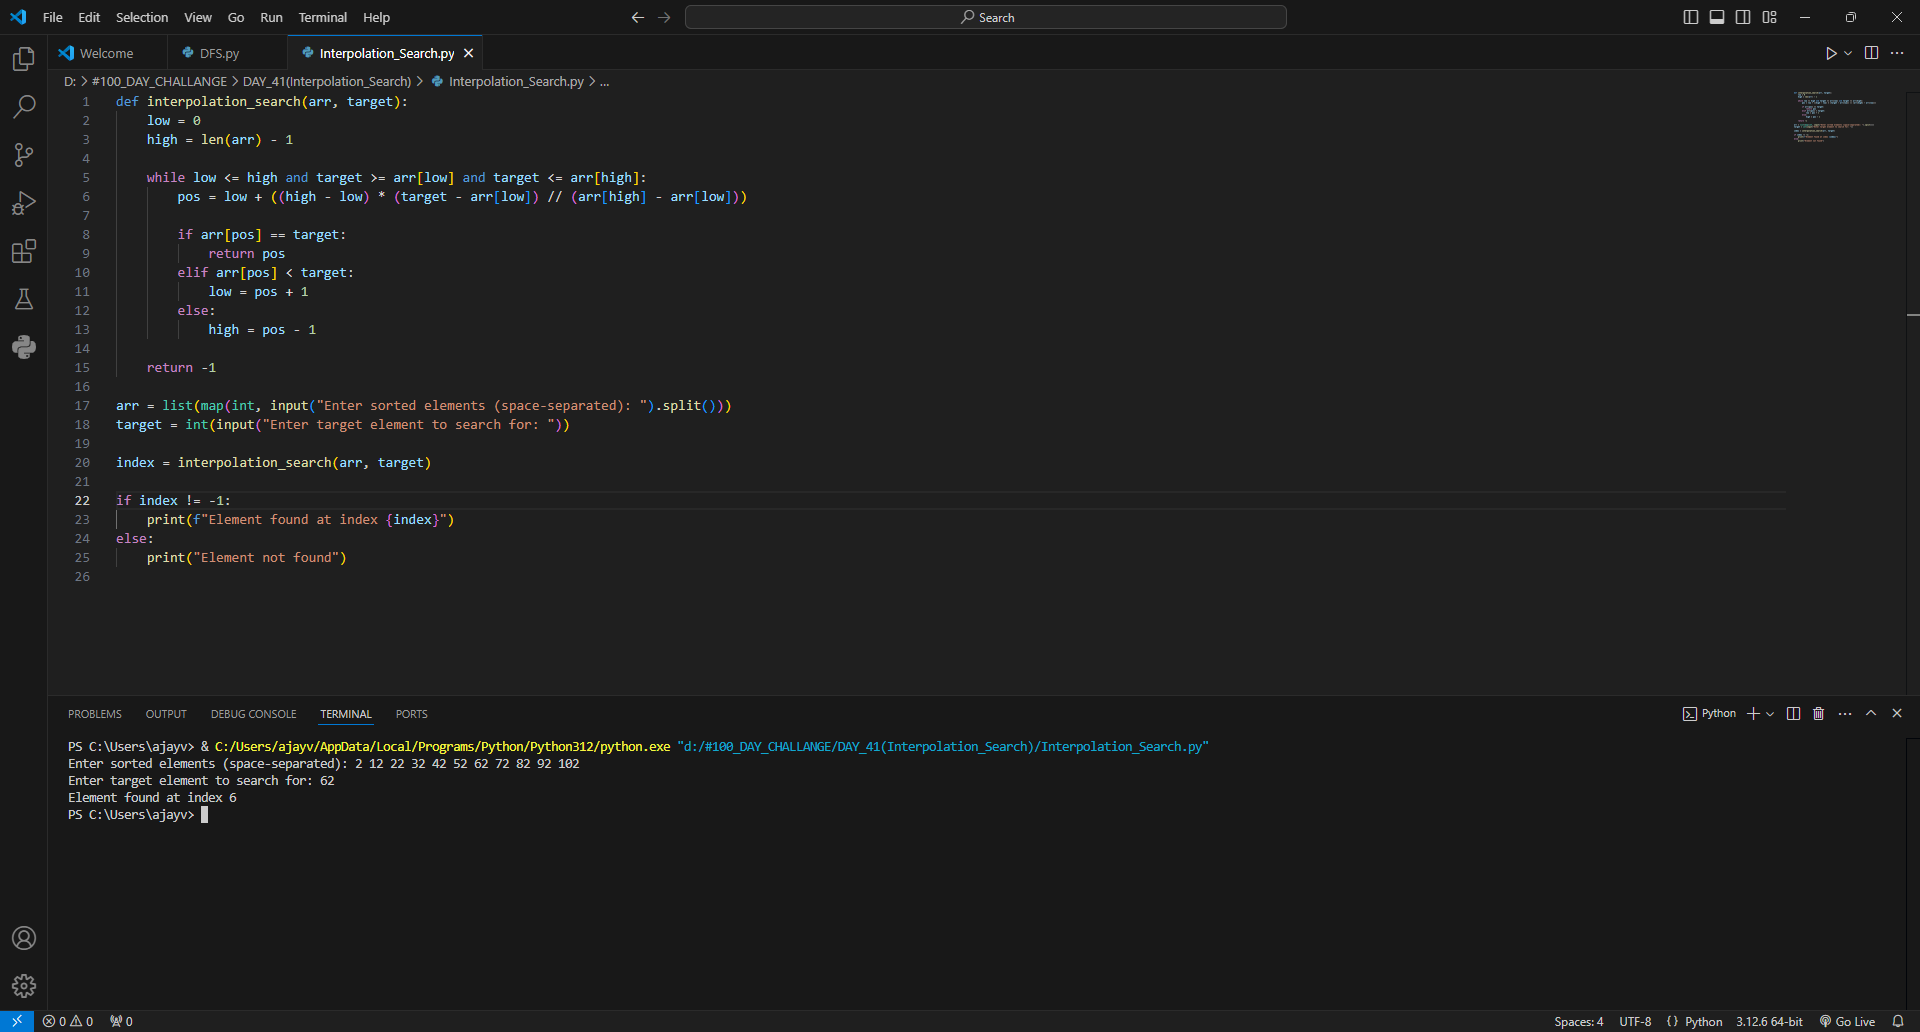 File Edit Selection View Go Run Terminal Help
Search
Welcome
DFS.py
Interpolation_Search.py
D: > #100_DAY_CHALLANGE > DAY_41(Interpolation_Search) > Interpolation_Search.py > ...
1 def interpolation_search(arr, target):
2 low = 0
3 high = len(arr) - 1
4
5 while low <= high and target >= arr[low] and target <= arr[high]:
6 pos = low + ((high - low) * (target - arr[low]) // (arr[high] - arr[low]))
7
8 if arr[pos] == target:
9 return pos
10 elif arr[pos] < target:
11 low = pos + 1
12 else:
13 high = pos - 1
14
15 return -1
16
17 arr = list(map(int, input("Enter sorted elements (space-separated): ").split()))
18 target = int(input("Enter target element to search for: "))
19
20 index = interpolation_search(arr, target)
21
22 if index != -1:
23 print(f"Element found at index {index}")
24 else:
25 print("Element not found")
26
PROBLEMS OUTPUT DEBUG CONSOLE TERMINAL PORTS
Python
PS C:\Users\ajayv> & C:/Users/ajayv/AppData/Local/Programs/Python/Python312/python.exe "d:/#100_DAY_CHALLANGE/DAY_41(Interpolation_Search)/Interpolation_Search.py"
Enter sorted elements (space-separated): 2 12 22 32 42 52 62 72 82 92 102
Enter target element to search for: 62
Element found at index 6
PS C:\Users\ajayv>
0 0 0
Spaces: 4 UTF-8 {} Python 3.12.6 64-bit Go Live